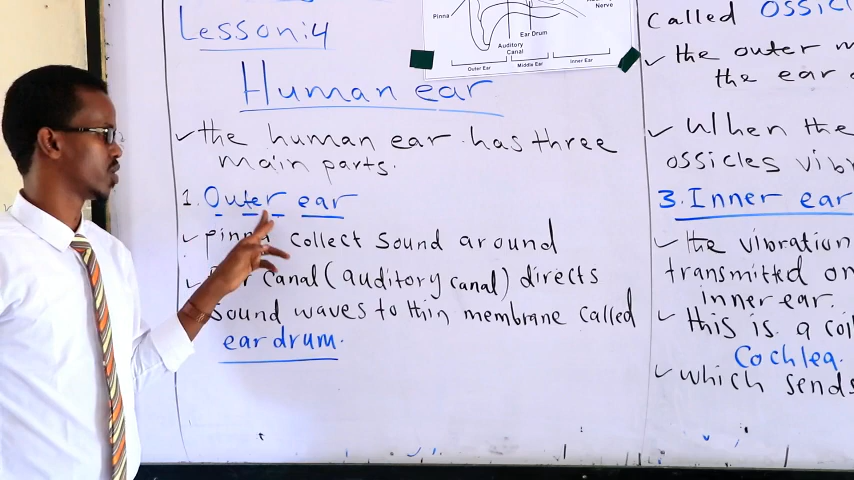 Lesson:4
Human ear
the human ear has three
main parts.
1. Outer ear
pinna collect sound around
canal (auditory canal) directs
sound waves to thin membrane called
eardrum.
Pinna
Nerve
Ear Drum
Auditory
Canal
Outer Ear
Middle Ear
Inner Ear
called
the outer
the ear
When the
ossicles
3. Inner ear
the vibration
transmitted
inner ear.
this is a
Cochlea.
which sends